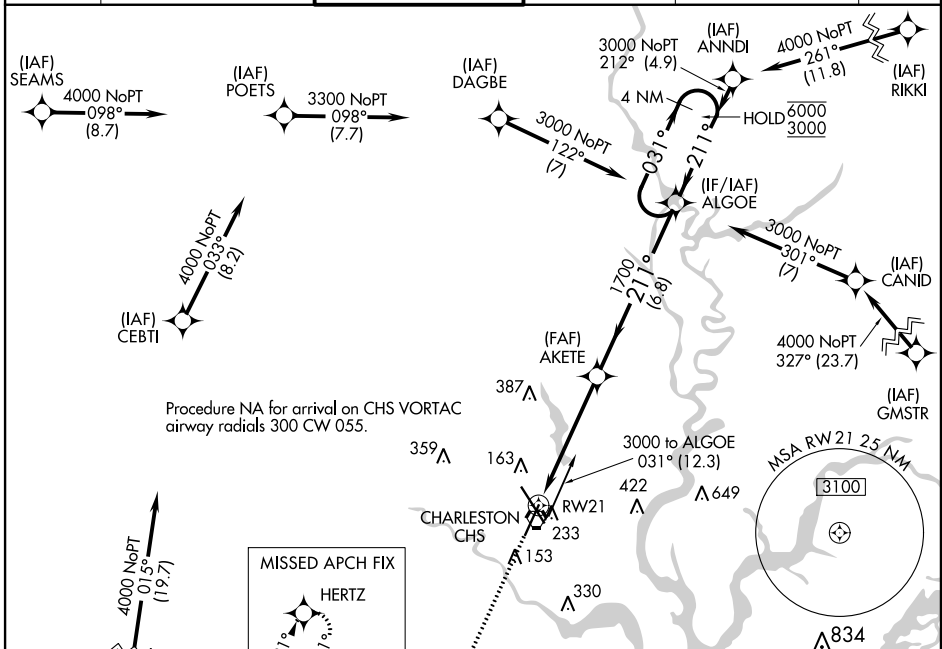 (IAF)
SEAMS
4000 NoPT
098°
(8.7)
(IAF)
POETS
3300 NoPT
098°
(7.7)
(IAF)
DAGBE
3000 NoPT
122°
(7)
3000 NoPT
212° (4.9)
(IAF)
ANNDI
4000 NoPT
261°
(11.8)
(IAF)
RIKKI
4 NM
HOLD
6000
3000
031°
211°
(IF/IAF)
ALGOE
3000 NoPT
301°
(7)
(IAF)
CANID
4000 NoPT
033°
(8.2)
(IAF)
CEBTI
1700
211°
(6.8)
4000 NoPT
327° (23.7)
(IAF)
GMSTR
(FAF)
AKETE
387
Procedure NA for arrival on CHS VORTAC
airway radials 300 CW 055.
359
163
3000 to ALGOE
031° (12.3)
422
649
MSA RW 21 25 NM
3100
RW21
CHARLESTON
CHS
233
153
330
834
4000 NoPT
015°
(19.7)
MISSED APCH FIX
HERTZ